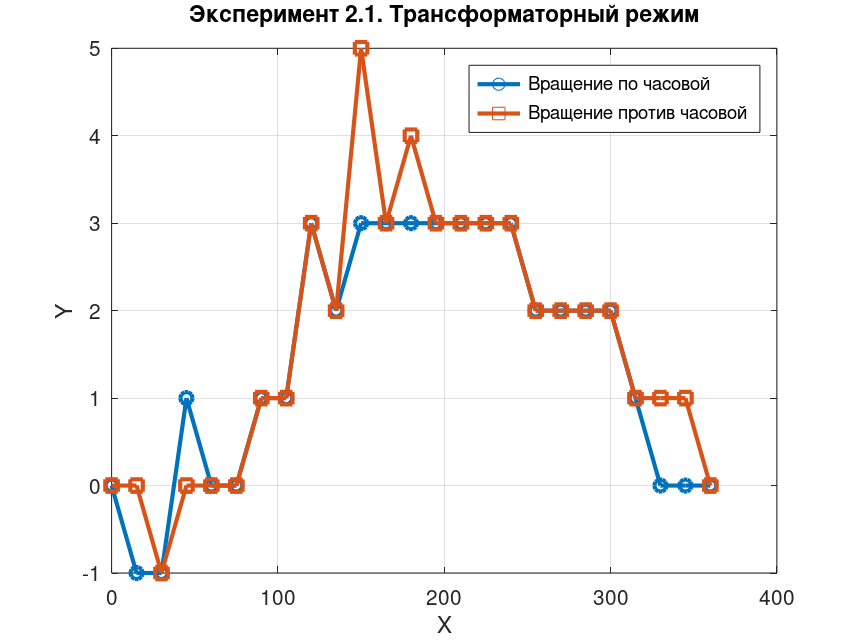 Эксперимент 2.1. Трансформаторный режим
5
Вращение по часовой
Вращение против часовой
4
3
Y
2
1
0
-1
0 100 200 300 400
X